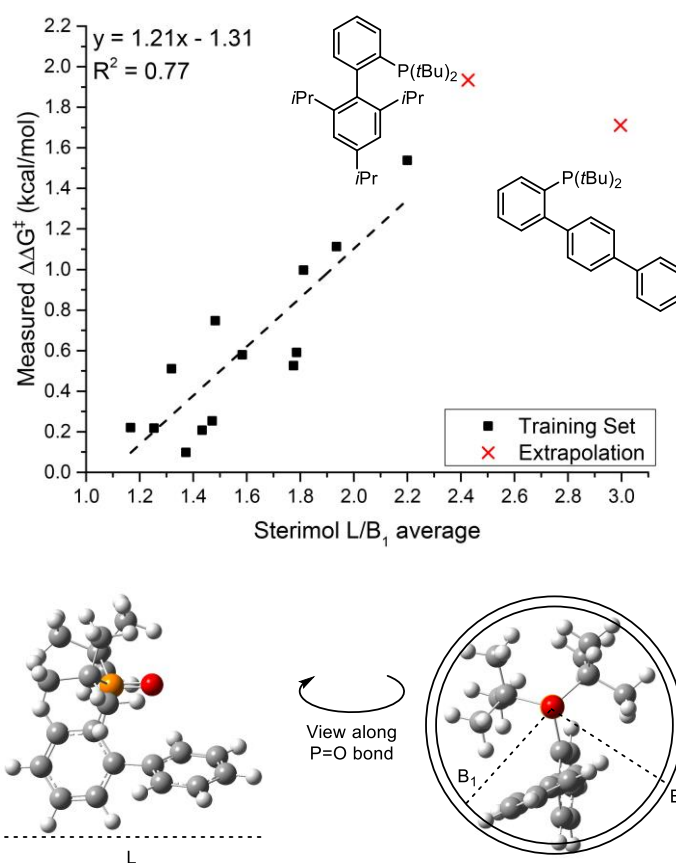 y = 1.21x - 1.31
R² = 0.77
Measured ΔΔG‡ (kcal/mol)
2.2
2.0
1.8
1.6
1.4
1.2
1.0
0.8
0.6
0.4
0.2
0.0
P(tBu)₂
iPr
iPr
iPr
P(tBu)₂
Training Set
Extrapolation
1.0 1.2 1.4 1.6 1.8 2.0 2.2 2.4 2.6 2.8 3.0
Sterimol L/B₁ average
View along
P=O bond
B₁
L